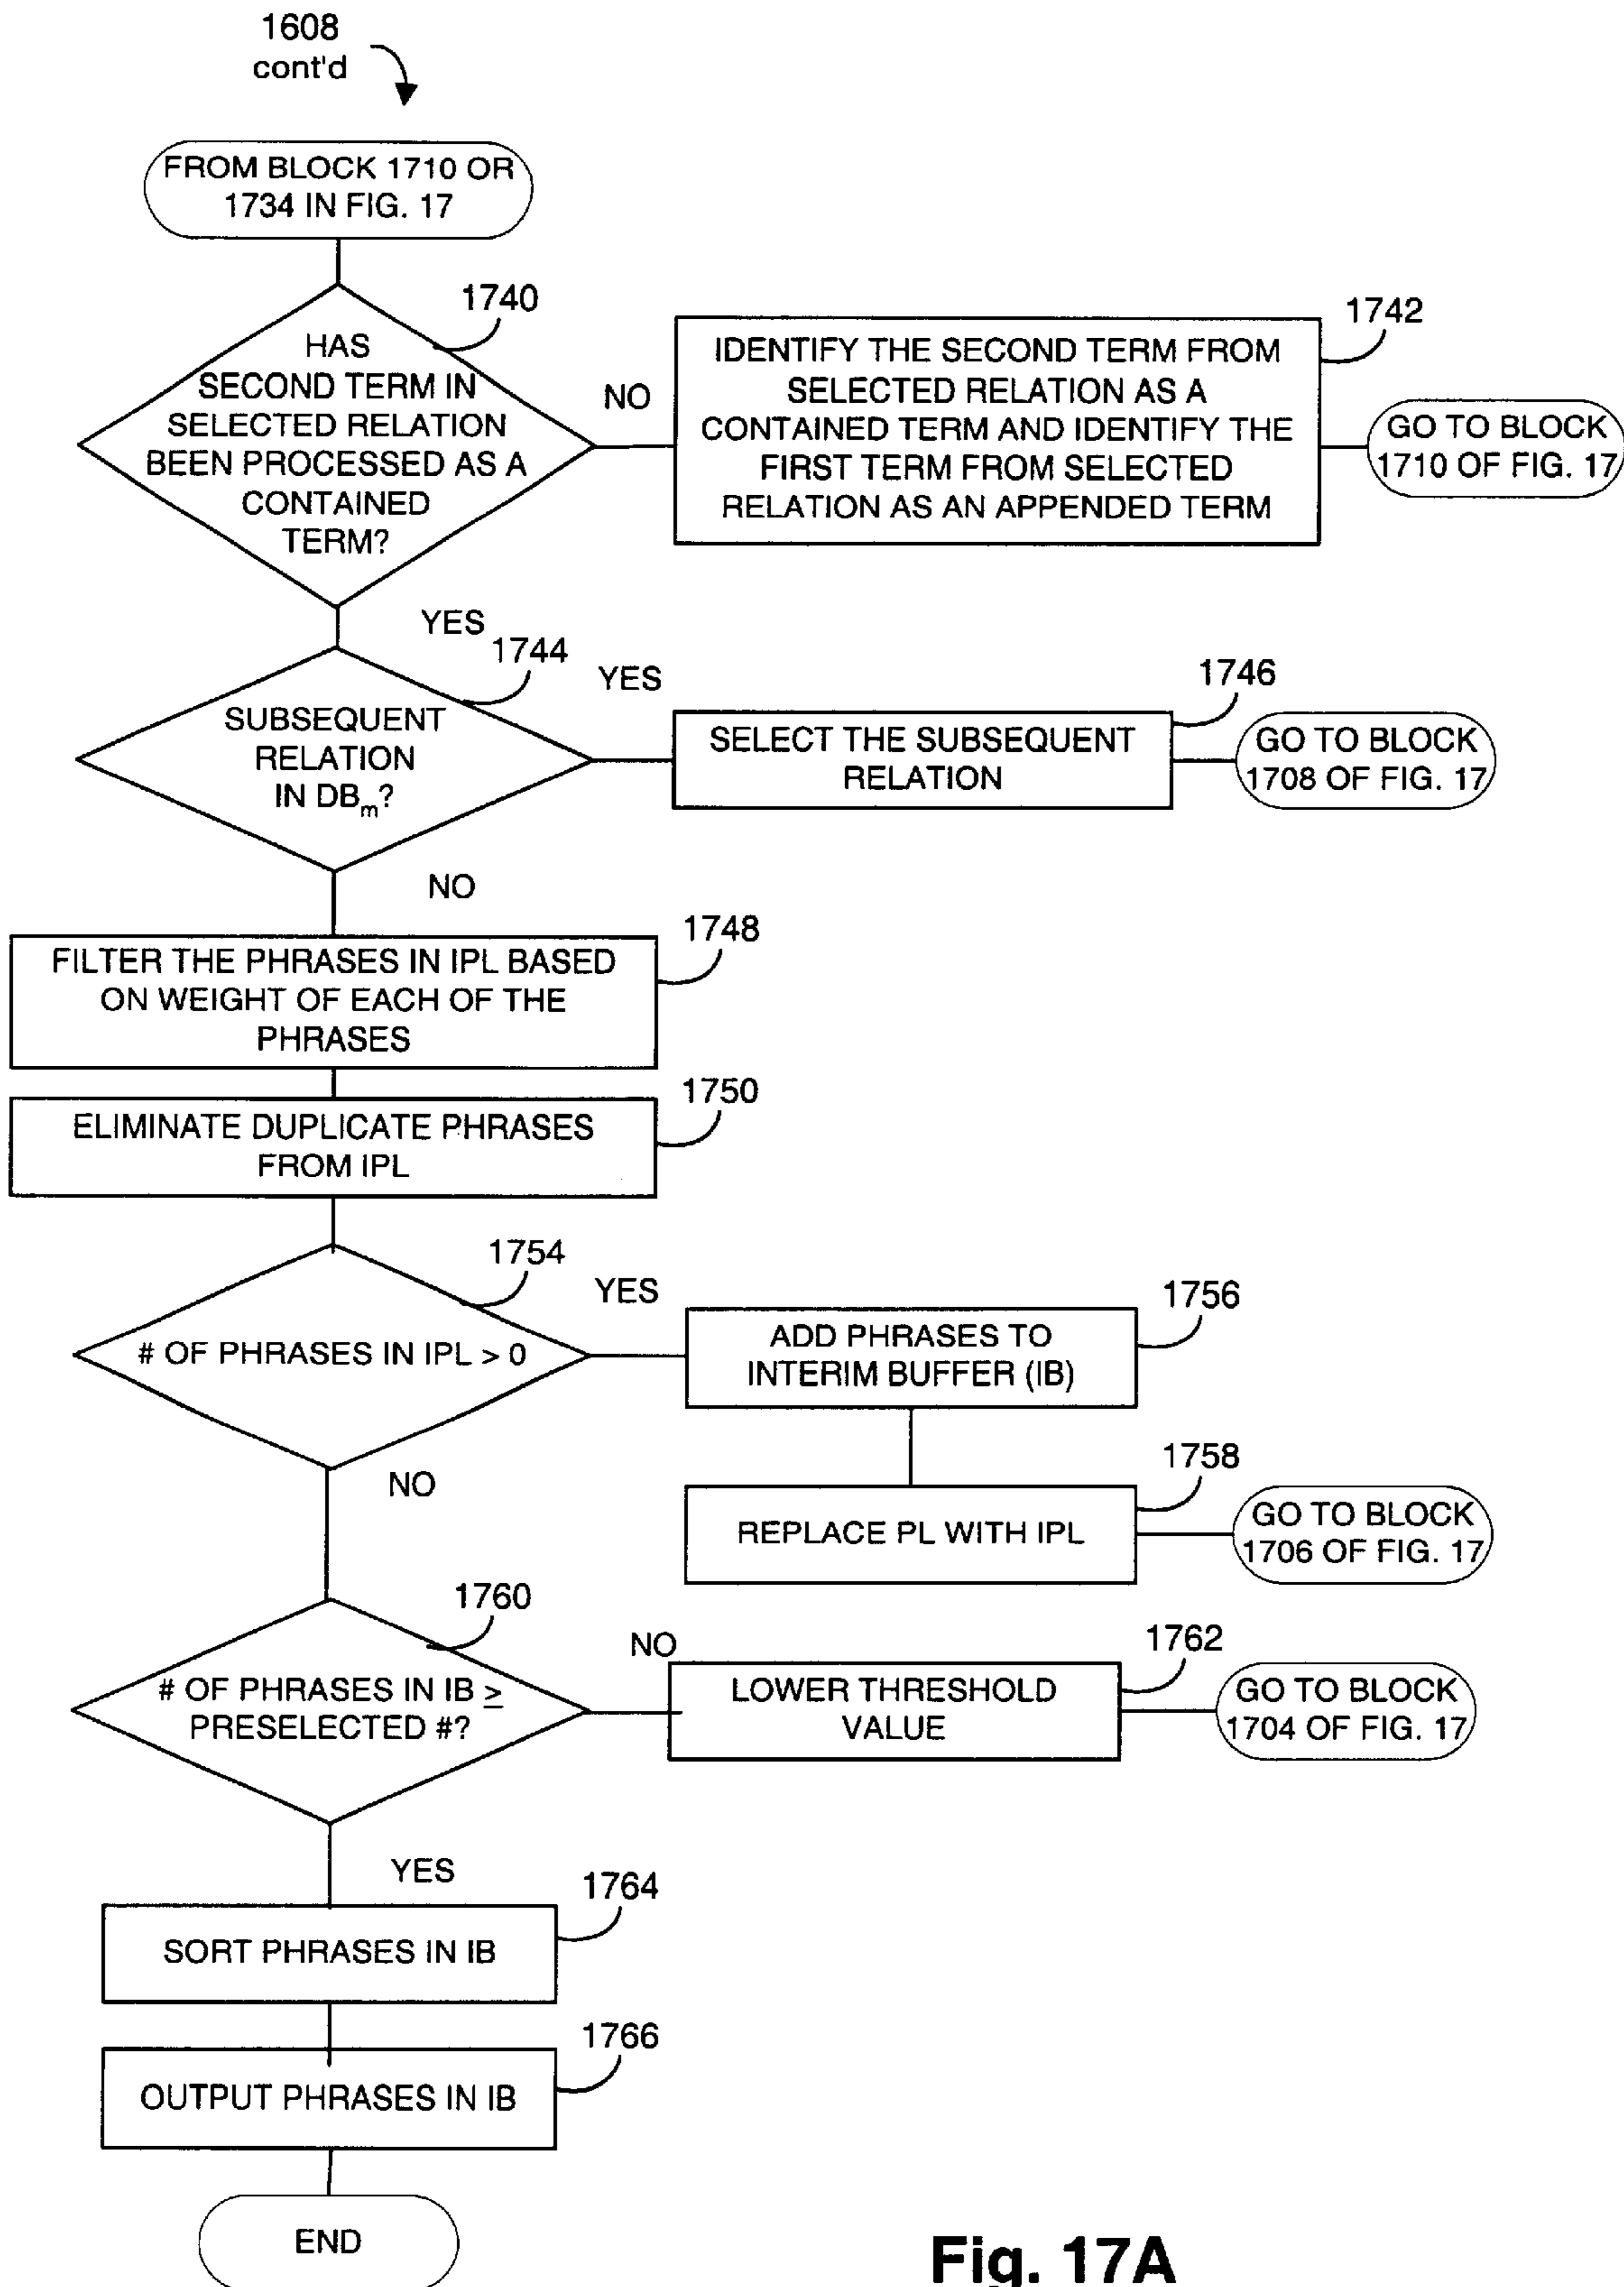 1608
cont'd
FROM BLOCK 1710 OR
1734 IN FIG. 17
1740
HAS
SECOND TERM IN
SELECTED RELATION
BEEN PROCESSED AS A
CONTAINED
TERM?
NO
1742
IDENTIFY THE SECOND TERM FROM
SELECTED RELATION AS A
CONTAINED TERM AND IDENTIFY THE
FIRST TERM FROM SELECTED
RELATION AS AN APPENDED TERM
GO TO BLOCK
1710 OF FIG. 17
YES
1744
SUBSEQUENT
RELATION
IN DBm?
YES
1746
SELECT THE SUBSEQUENT
RELATION
GO TO BLOCK
1708 OF FIG. 17
NO
1748
FILTER THE PHRASES IN IPL BASED
ON WEIGHT OF EACH OF THE
PHRASES
1750
ELIMINATE DUPLICATE PHRASES
FROM IPL
1754
# OF PHRASES IN IPL > 0
YES
1756
ADD PHRASES TO
INTERIM BUFFER (IB)
1758
REPLACE PL WITH IPL
GO TO BLOCK
1706 OF FIG. 17
NO
1760
# OF PHRASES IN IB ≥
PRESELECTED #?
NO
1762
LOWER THRESHOLD
VALUE
GO TO BLOCK
1704 OF FIG. 17
YES
1764
SORT PHRASES IN IB
1766
OUTPUT PHRASES IN IB
END
Fig. 17A